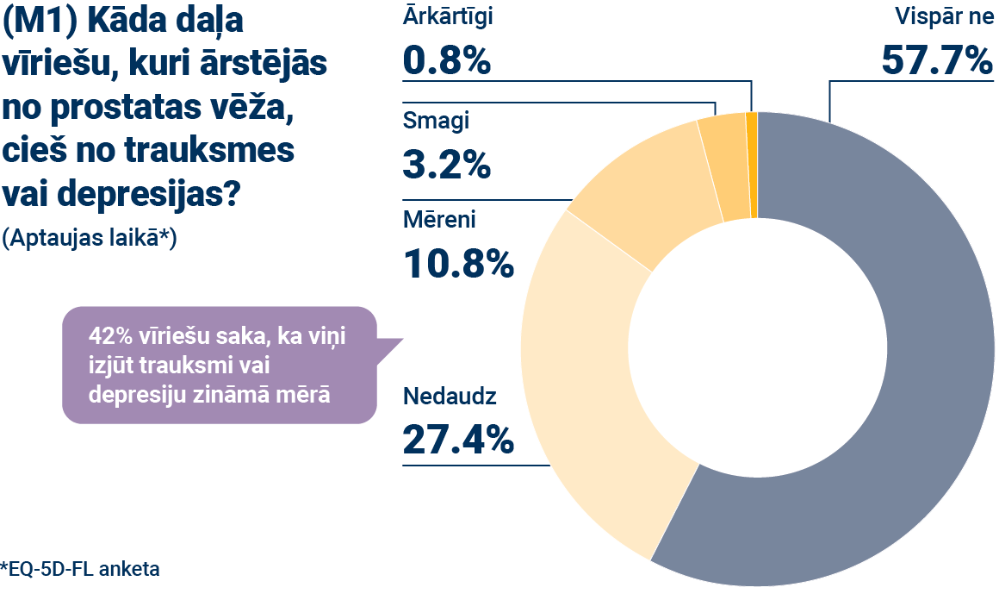 (M1) Kāda daļa
vīriešu, kuri ārstējās
no prostatas vēža,
cieš no trauksmes
vai depresijas?
(Aptaujas laikā*)
Ārkārtīgi
0.8%
Vispār ne
57.7%
Smagi
3.2%
Mēreni
10.8%
42% vīriešu saka, ka viņi
izjūt trauksmi vai
depresiju zināmā mērā
Nedaudz
27.4%
*EQ-5D-FL anketa